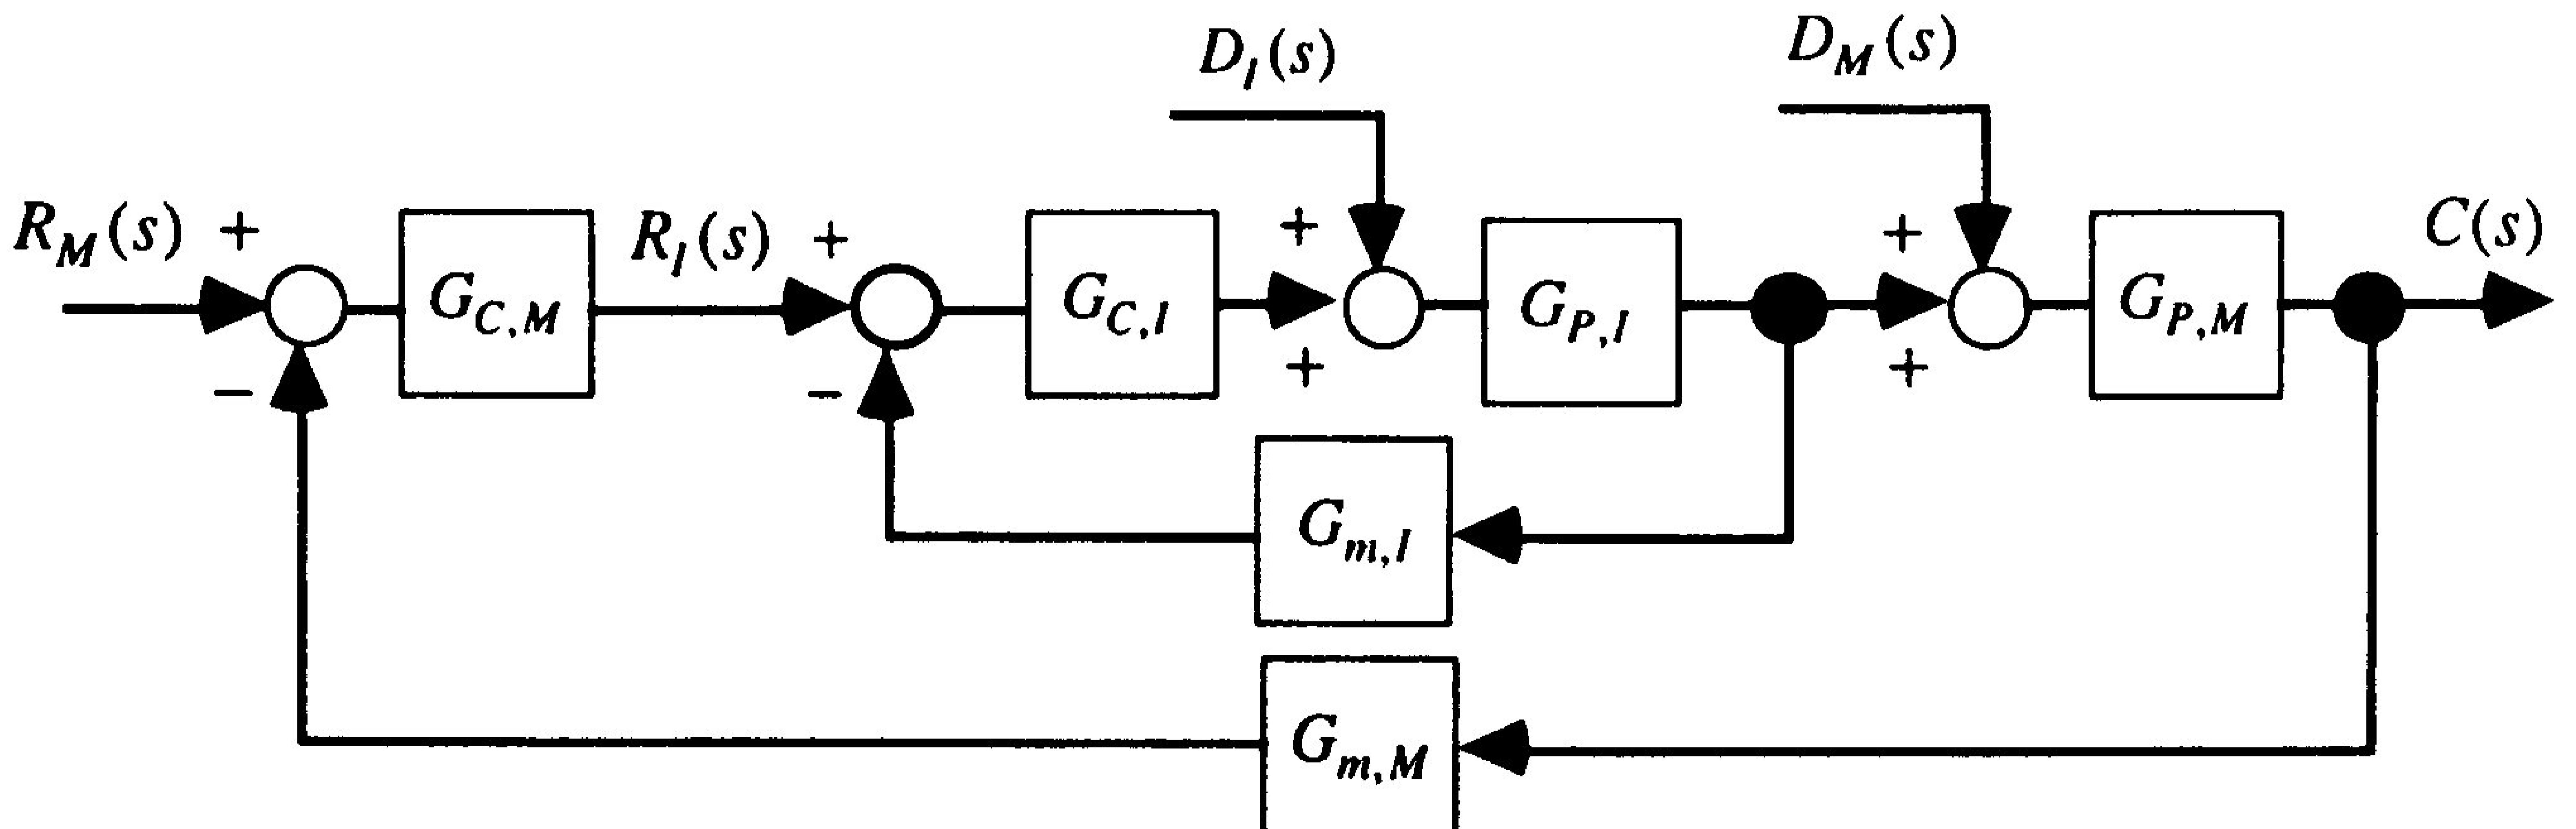 D_I(s)
D_M(s)
R_M(s) +
R_I(s) +
+
+
C(s)
G_{C,M}
G_{C,I}
G_{P,I}
G_{P,M}
−
−
+
+
G_{m,I}
G_{m,M}